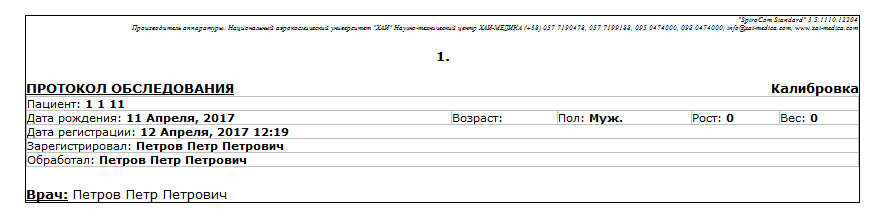 "SpiroCom Standard" 3.5.1110.12204
Производитель аппаратуры: Национальный аэрокосмический университет "ХАИ" Научно-технический центр ХАИ-МЕДИКА (+38) 057 7190478, 057 7199188, 095 0474000, 098 0474000; info@xai-medica.com; www.xai-medica.com
1.
ПРОТОКОЛ ОБСЛЕДОВАНИЯ Калибровка
Пациент: 1 1 11
Дата рождения: 11 Апреля, 2017 Возраст: Пол: Муж. Рост: 0 Вес: 0
Дата регистрации: 12 Апреля, 2017 12:19
Зарегистрировал: Петров Петр Петрович
Обработал: Петров Петр Петрович
Врач: Петров Петр Петрович